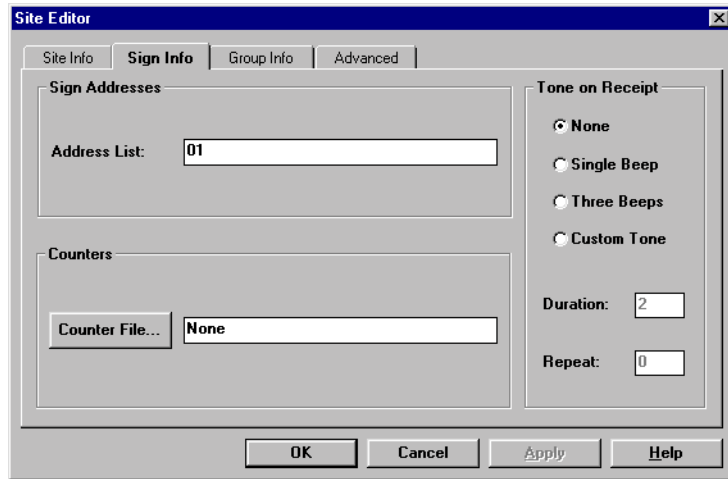 Site Editor
Site Info Sign Info Group Info Advanced
Sign Addresses
Address List: 01
Counters
Counter File... None
Tone on Receipt
None
Single Beep
Three Beeps
Custom Tone
Duration: 2
Repeat: 0
OK Cancel Apply Help